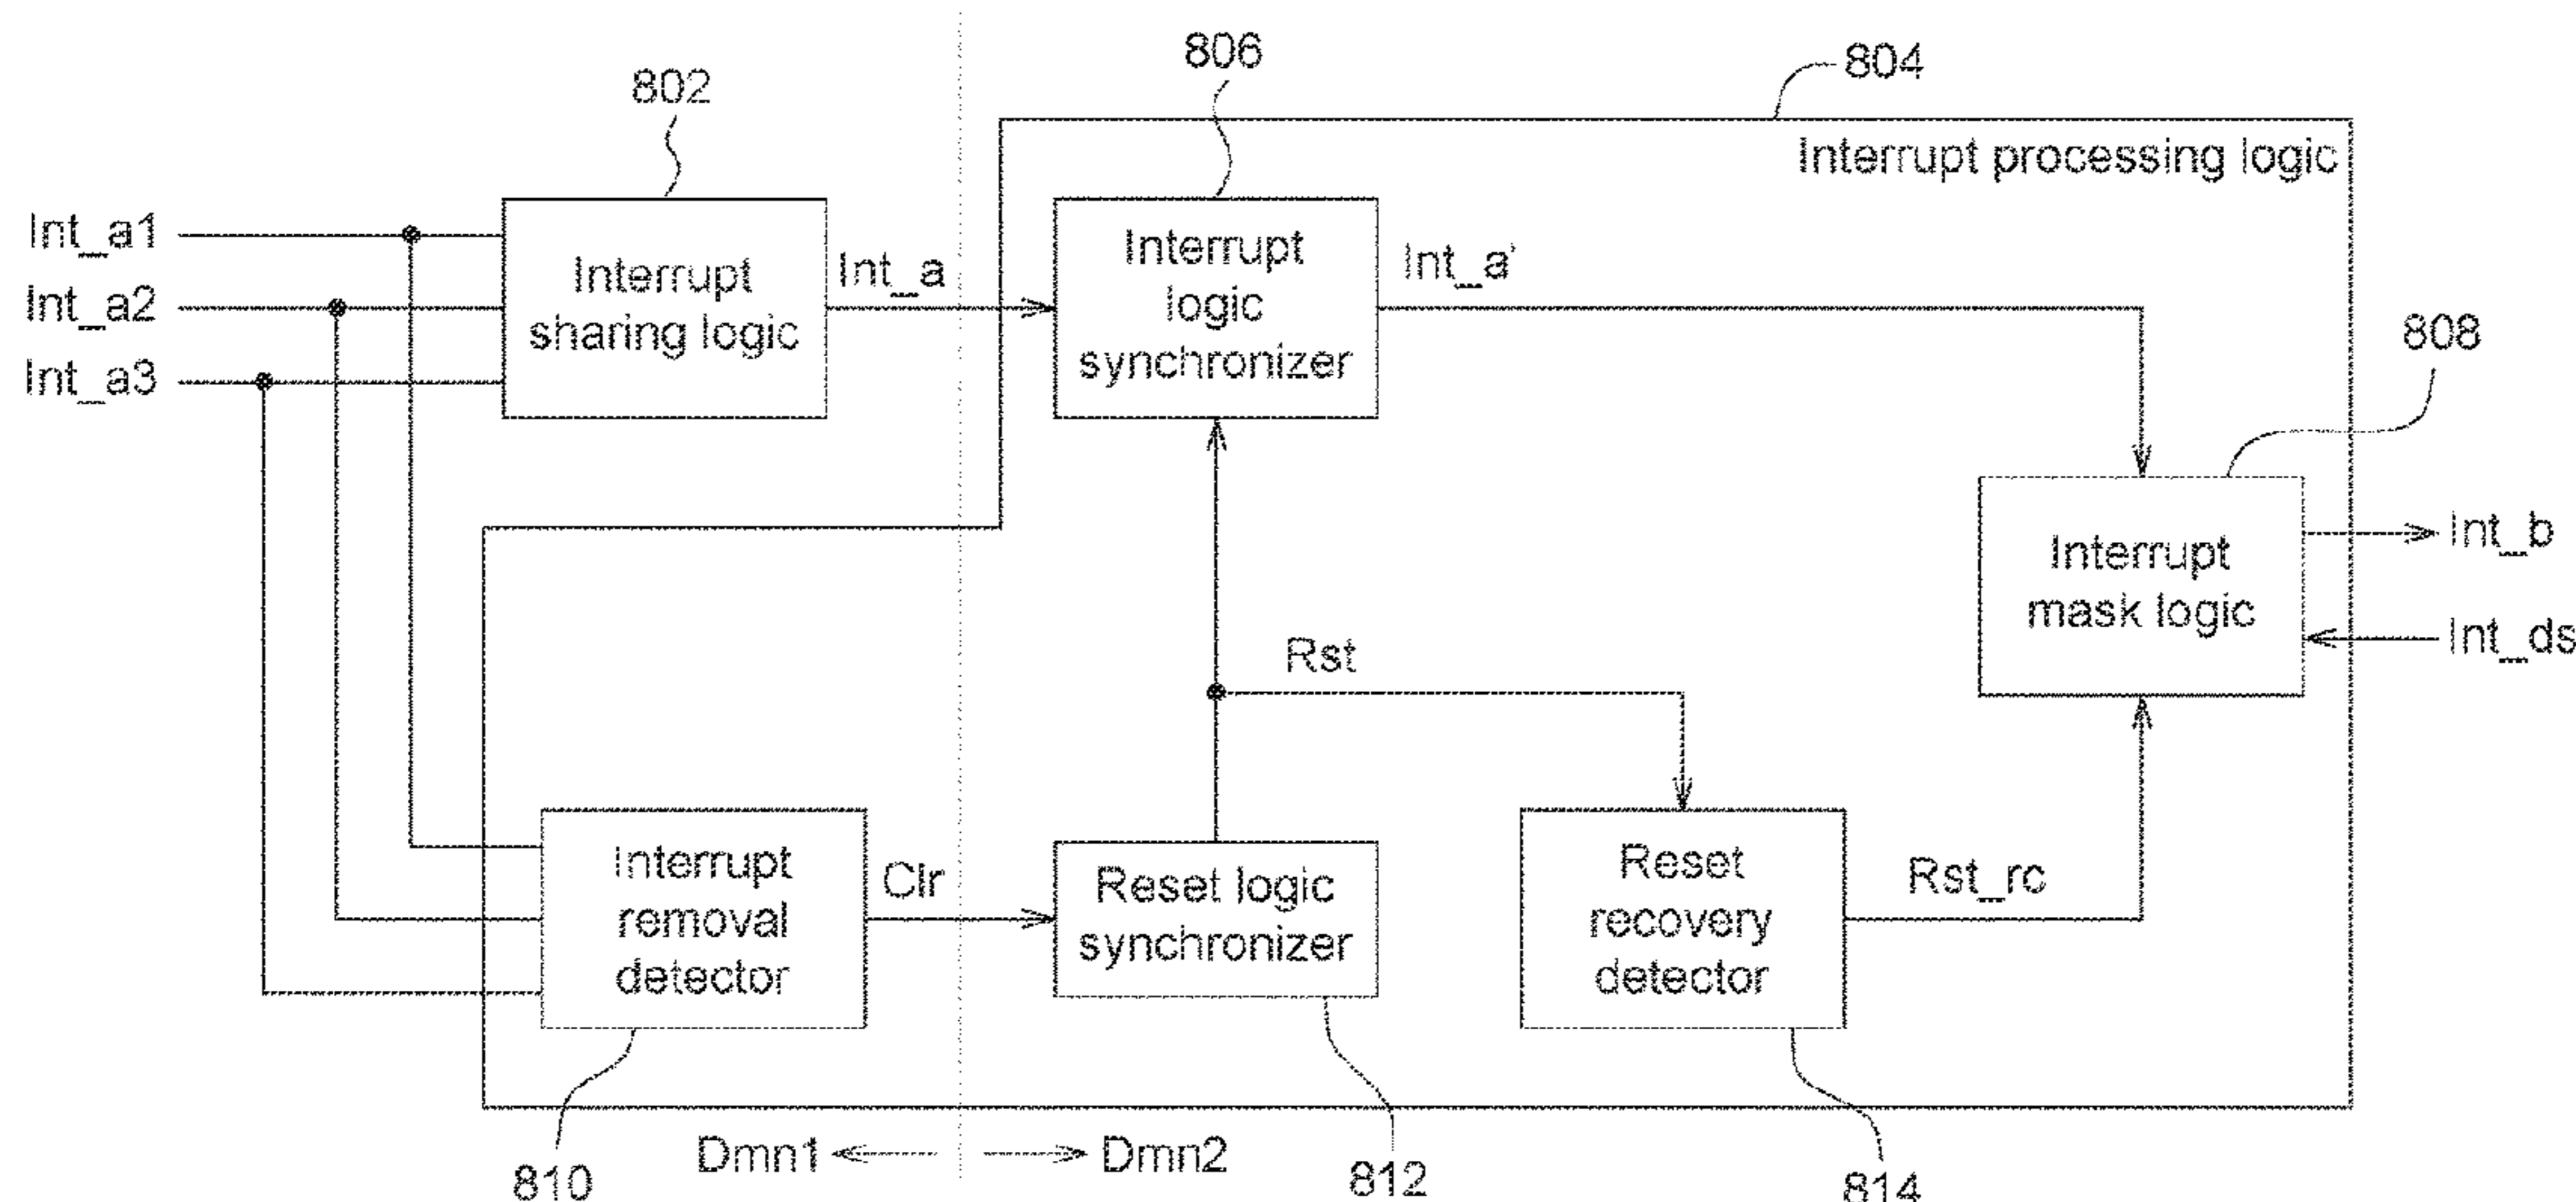 806
804
802
Interrupt processing logic
Int_a1
Int_a2
Int_a3
Interrupt
sharing logic
Int_a
Interrupt
logic
synchronizer
Int_a'
808
Interrupt
mask logic
Int_b
Int_ds
Rst
Interrupt
removal
detector
Clr
Reset logic
synchronizer
Reset
recovery
detector
Rst_rc
Dmn1
Dmn2
810
812
814